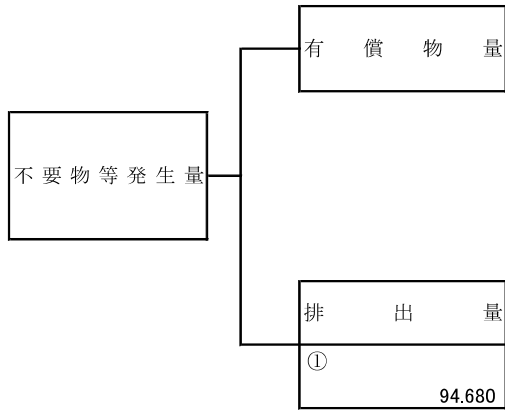 有償物量
不要物等発生量
排出量
①
94.680